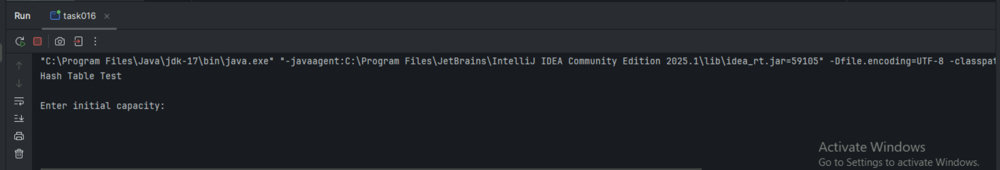 Run task016
"C:\Program Files\Java\jdk-17\bin\java.exe" "-javaagent:C:\Program Files\JetBrains\IntelliJ IDEA Community Edition 2025.1\lib\idea_rt.jar=59105" -Dfile.encoding=UTF-8 -classpat
Hash Table Test
Enter initial capacity:
Activate Windows
Go to Settings to activate Windows.